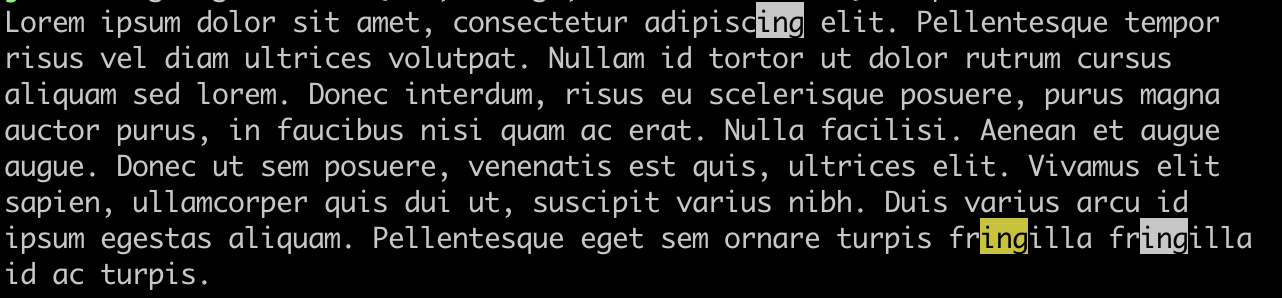 Lorem ipsum dolor sit amet, consectetur adipiscing elit. Pellentesque tempor
risus vel diam ultrices volutpat. Nullam id tortor ut dolor rutrum cursus
aliquam sed lorem. Donec interdum, risus eu scelerisque posuere, purus magna
auctor purus, in faucibus nisi quam ac erat. Nulla facilisi. Aenean et augue
augue. Donec ut sem posuere, venenatis est quis, ultrices elit. Vivamus elit
sapien, ullamcorper quis dui ut, suscipit varius nibh. Duis varius arcu id
ipsum egestas aliquam. Pellentesque eget sem ornare turpis fringilla fringilla
id ac turpis.